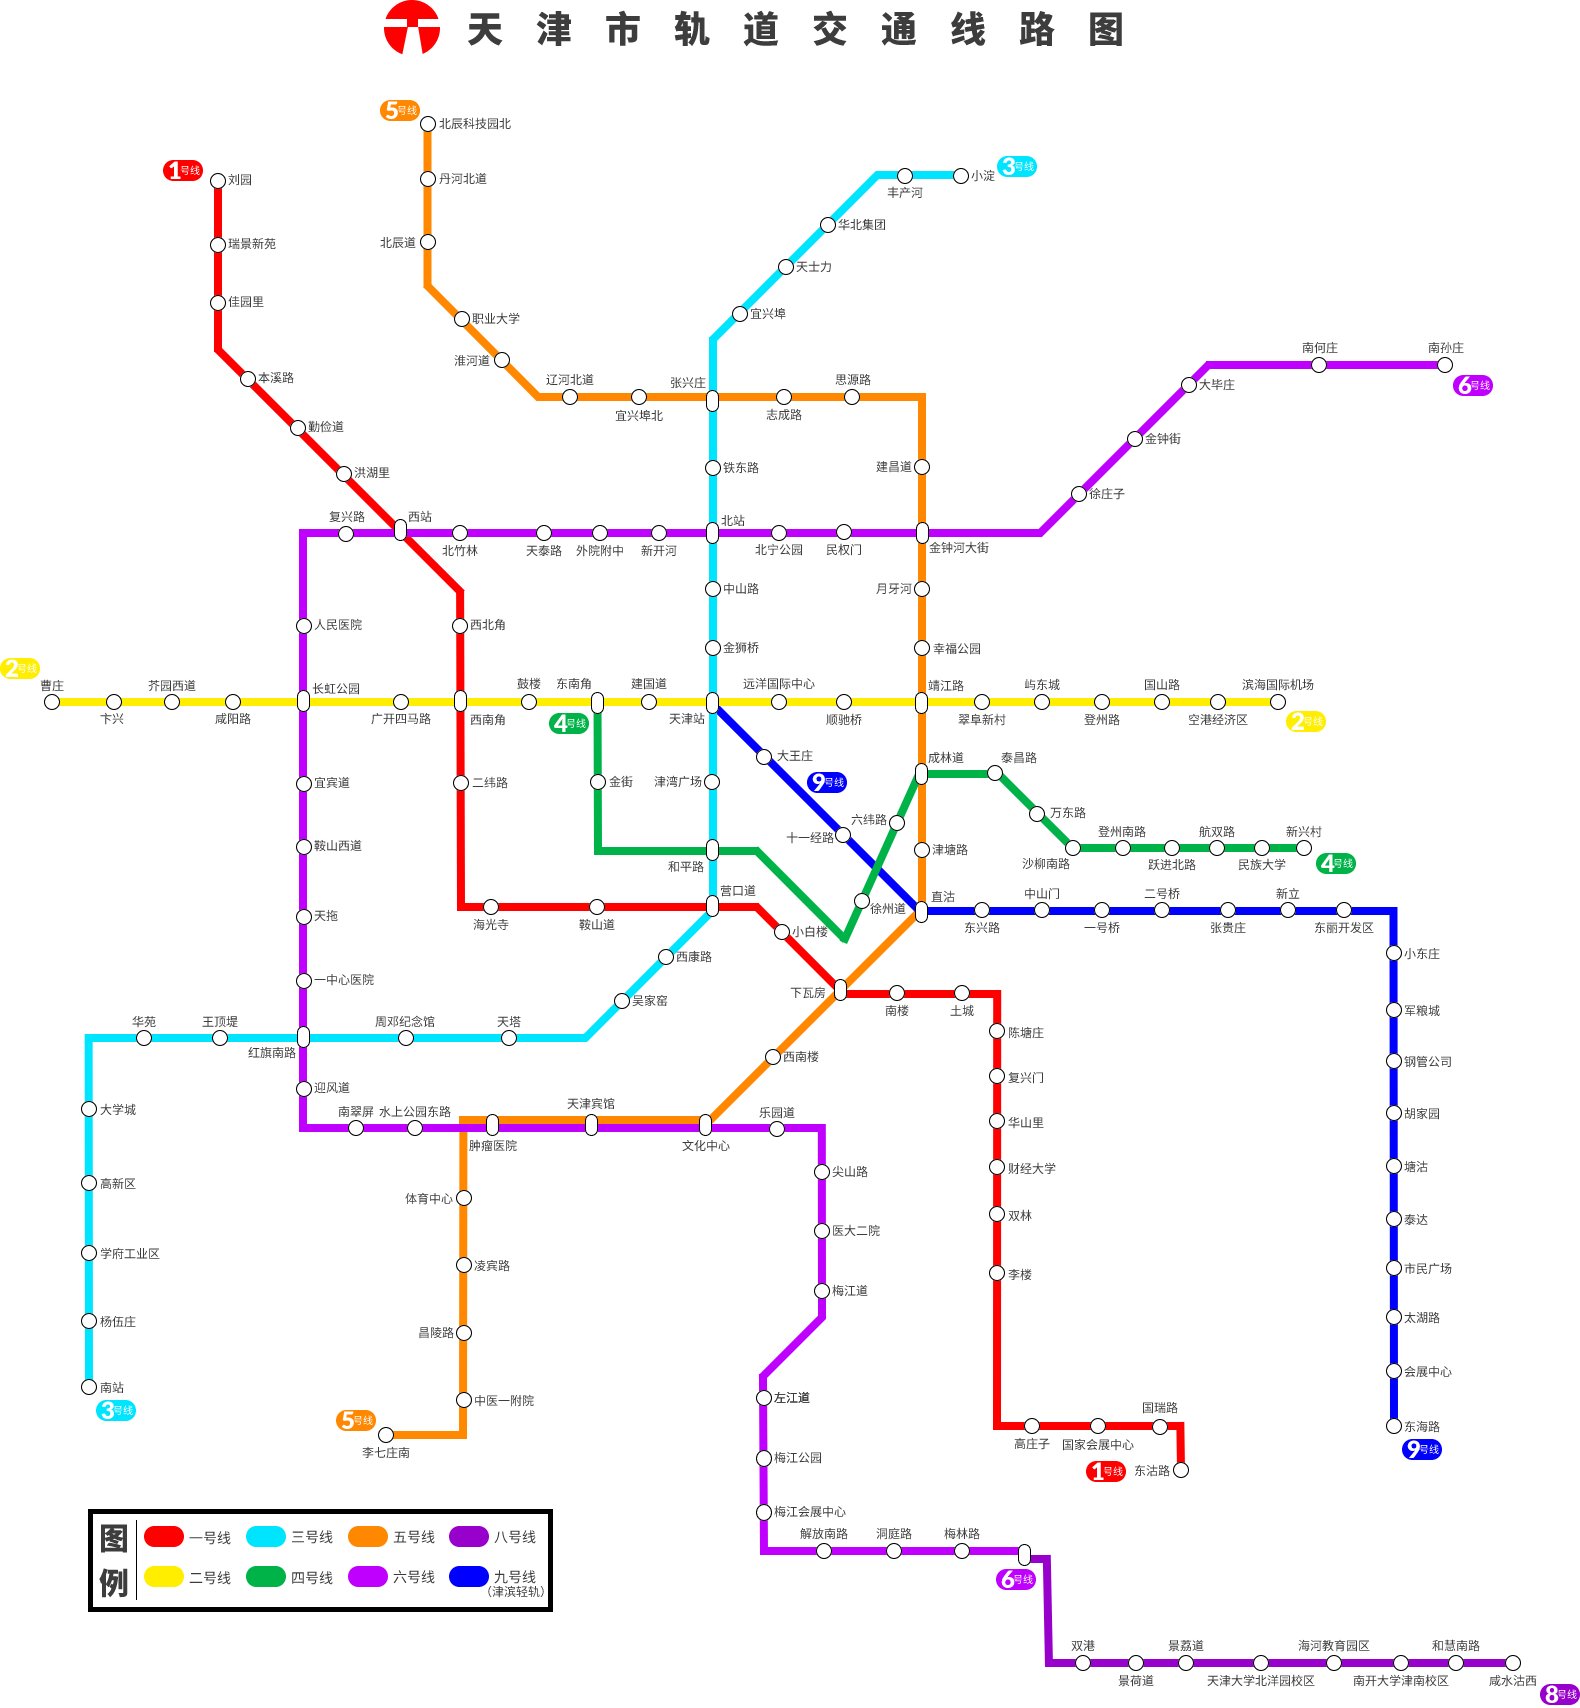 天津市轨道交通线路图
5号线
北辰科技园北
3号线
小淀
1号线
刘园
丹河北道
丰产河
华北集团
北辰道
瑞景新苑
天士力
佳园里
宜兴埠
职业大学
南何庄
南孙庄
淮河道
本溪路
辽河北道
张兴庄
思源路
大毕庄
6号线
宜兴埠北
志成路
勤俭道
金钟街
洪湖里
铁东路
建昌道
徐庄子
复兴路
西站
北站
北竹林
天泰路
外院附中
新开河
北宁公园
民权门
金钟河大街
中山路
月牙河
人民医院
西北角
金狮桥
幸福公园
2号线
曹庄
芥园西道
长虹公园
鼓楼
东南角
建国道
远洋国际中心
靖江路
屿东城
国山路
滨海国际机场
卞兴
咸阳路
广开四马路
西南角
4号线
天津站
顺驰桥
翠阜新村
登州路
空港经济区
2号线
大王庄
成林道
泰昌路
宜宾道
二纬路
金街
津湾广场
9号线
六纬路
万东路
十一经路
登州南路
航双路
新兴村
鞍山西道
和平路
津塘路
沙柳南路
跃进北路
民族大学
4号线
营口道
直沽
中山门
二号桥
新立
天拖
海光寺
鞍山道
小白楼
徐州道
东兴路
一号桥
张贵庄
东丽开发区
西康路
小东庄
一中心医院
吴家窑
下瓦房
南楼
土城
军粮城
华苑
王顶堤
周邓纪念馆
天塔
陈塘庄
红旗南路
西南楼
钢管公司
迎风道
复兴门
大学城
南翠屏
水上公园东路
天津宾馆
乐园道
胡家园
肿瘤医院
文化中心
华山里
尖山路
财经大学
塘沽
高新区
体育中心
双林
泰达
医大二院
学府工业区
凌宾路
李楼
市民广场
梅江道
杨伍庄
昌陵路
太湖路
南站
会展中心
3号线
中医一附院
左江道
国瑞路
5号线
李七庄南
高庄子
国家会展中心
东海路
9号线
梅江公园
1号线
东沽路
梅江会展中心
图例
一号线
三号线
五号线
八号线
二号线
四号线
六号线
九号线
（津滨轻轨）
解放南路
洞庭路
梅林路
6号线
双港
景荔道
海河教育园区
和慧南路
景荷道
天津大学北洋园校区
南开大学津南校区
咸水沽西
8号线